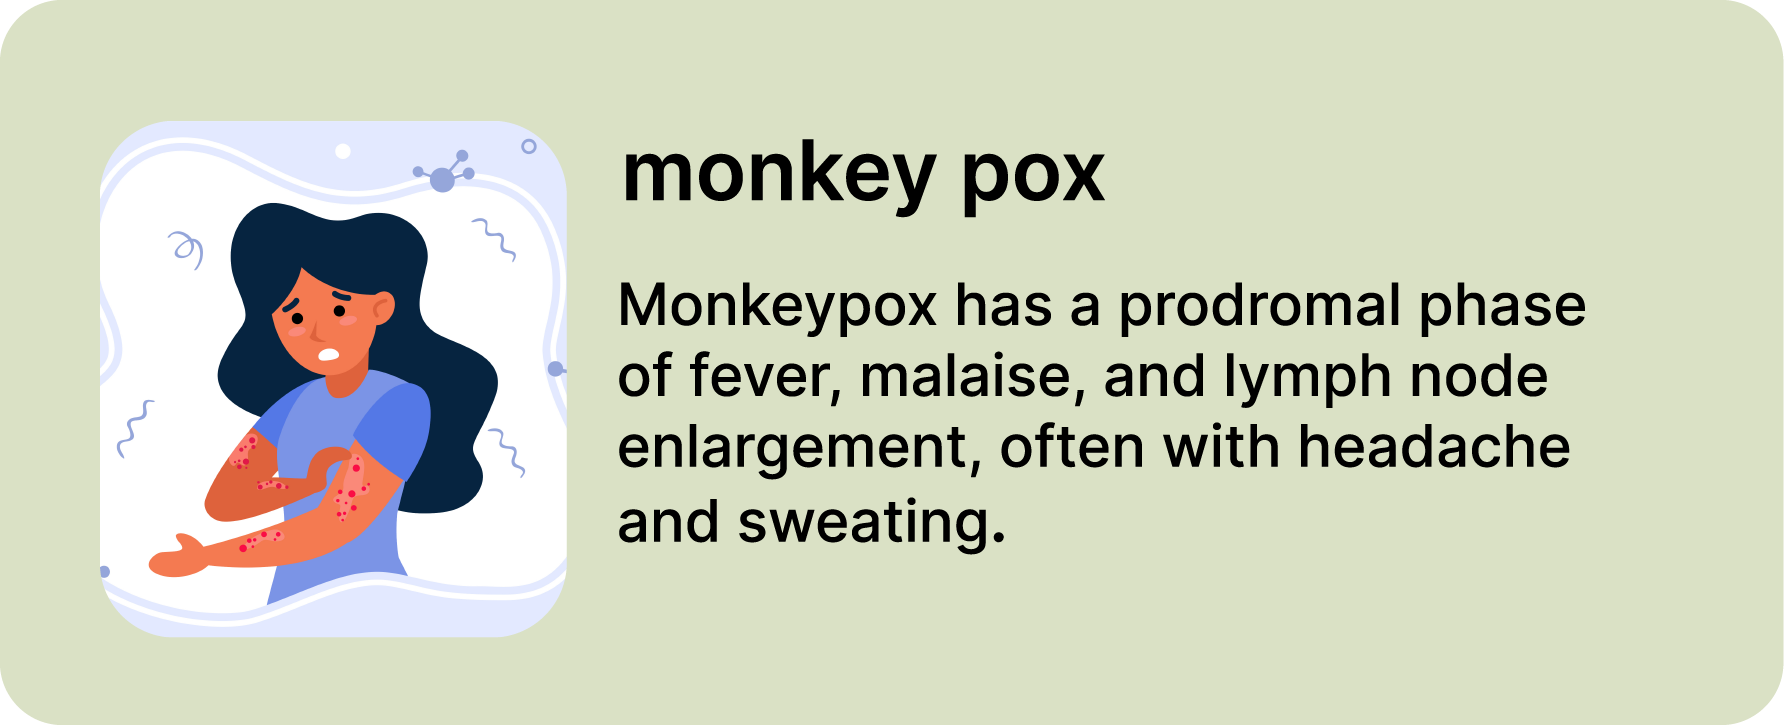 monkey pox
Monkeypox has a prodromal phase
of fever, malaise, and lymph node
enlargement, often with headache
and sweating.